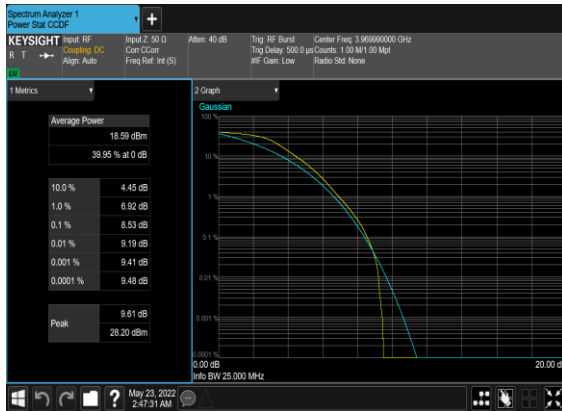 Spectrum Analyzer 1
Power Stat CCDF
+
KEYSIGHT
R T
Input: RF
Coupling: DC
Align: Auto
Input Z: 50 Ω
Corr CCorr
Freq Ref: Int (S)
Atten: 40 dB
Trig: RF Burst
Trig Delay: 500.0 µs
#IF Gain: Low
Center Freq: 3.969990000 GHz
Counts: 1.00 M/1.00 Mpt
Radio Std: None
1 Metrics
Average Power
18.59 dBm
39.95 % at 0 dB
10.0 % 4.45 dB
1.0 % 6.92 dB
0.1 % 8.53 dB
0.01 % 9.19 dB
0.001 % 9.41 dB
0.0001 % 9.48 dB
Peak
9.61 dB
28.20 dBm
2 Graph
Gaussian
100 %
10 %
1 %
0.1 %
0.01 %
0.001 %
0.0001 %
0.00 dB
20.00 d
Info BW 25.000 MHz
?
May 23, 2022
2:47:31 AM